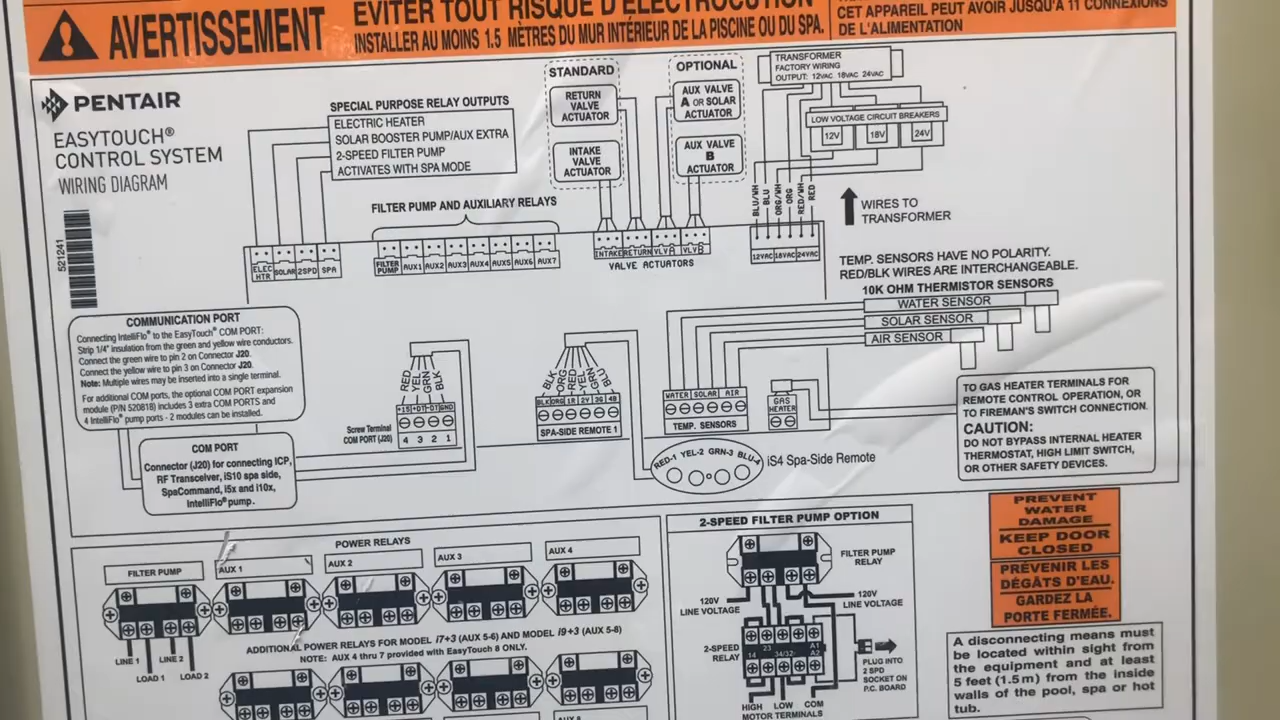 ÉVITER TOUT RISQUE D'ÉLECTROCUTION
AVERTISSEMENT
INSTALLER AU MOINS 1.5 MÈTRES DU MUR INTÉRIEUR DE LA PISCINE OU DU SPA.
CET APPAREIL PEUT AVOIR JUSQU'A 11 CONNEXIONS
DE L'ALIMENTATION
PENTAIR
EASYTOUCH®
CONTROL SYSTEM
WIRING DIAGRAM
521241
SPECIAL PURPOSE RELAY OUTPUTS
ELECTRIC HEATER
SOLAR BOOSTER PUMP/AUX EXTRA
2-SPEED FILTER PUMP
ACTIVATES WITH SPA MODE
STANDARD
RETURN
VALVE
ACTUATOR
INTAKE
VALVE
ACTUATOR
OPTIONAL
AUX VALVE
A OR SOLAR
ACTUATOR
AUX VALVE
B
ACTUATOR
TRANSFORMER
FACTORY WIRING
OUTPUT: 12VAC 18VAC 24VAC
LOW VOLTAGE CIRCUIT BREAKERS
12V 18V 24V
BLU/WH
BLU
ORG/WH
ORG
RED/WH
RED
WIRES TO
TRANSFORMER
FILTER PUMP AND AUXILIARY RELAYS
ELEC HTR
SOLAR 2SPD SPA
FILTER PUMP
AUX1 AUX2 AUX3 AUX4 AUX5 AUX6 AUX7
INTAKE RETURN VLV A VLV B
VALVE ACTUATORS
12VAC 18VAC 24VAC
TEMP. SENSORS HAVE NO POLARITY.
RED/BLK WIRES ARE INTERCHANGEABLE.
10K OHM THERMISTOR SENSORS
WATER SENSOR
SOLAR SENSOR
AIR SENSOR
COMMUNICATION PORT
Connecting IntelliFlo® to the EasyTouch® COM PORT:
Strip 1/4" insulation from the green and yellow wire conductors.
Connect the green wire to pin 2 on Connector J20.
Connect the yellow wire to pin 3 on Connector J20.
Note: Multiple wires may be inserted into a single terminal.
For additional COM ports, the optional COM PORT expansion
module (P/N 520818) includes 3 extra COM PORTS and
4 IntelliFlo® pump ports - 2 modules can be installed.
COM PORT
Connector (J20) for connecting ICP,
RF Transceiver, iS10 spa side,
SpaCommand, i5x and i10x,
IntelliFlo® pump.
RED
YEL
GRN
BLK
+15 +DT -DT GND
Screw Terminal
COM PORT (J20)
4 3 2 1
BLK
ORG
RED
YEL
GRN
BLU
BLK ORG 1R 2Y 3G 4B
SPA-SIDE REMOTE 1
WATER SOLAR AIR
TEMP. SENSORS
GAS
HEATER
RED-1 YEL-2 GRN-3 BLU-4
iS4 Spa-Side Remote
TO GAS HEATER TERMINALS FOR
REMOTE CONTROL OPERATION, OR
TO FIREMAN'S SWITCH CONNECTION.
CAUTION:
DO NOT BYPASS INTERNAL HEATER
THERMOSTAT, HIGH LIMIT SWITCH,
OR OTHER SAFETY DEVICES.
POWER RELAYS
FILTER PUMP
AUX 1
AUX 2
AUX 3
AUX 4
LINE 1
LINE 2
LOAD 1
LOAD 2
ADDITIONAL POWER RELAYS FOR MODEL i7+3 (AUX 5-6) AND MODEL i9+3 (AUX 5-8)
NOTE: AUX 4 thru 7 provided with EasyTouch 8 ONLY.
2-SPEED FILTER PUMP OPTION
FILTER PUMP
RELAY
120V
LINE VOLTAGE
120V
LINE VOLTAGE
2-SPEED
RELAY
14 23 34/32 A1 A2
PLUG INTO
2 SPD
SOCKET ON
P.C. BOARD
HIGH LOW COM
MOTOR TERMINALS
PREVENT
WATER
DAMAGE
KEEP DOOR
CLOSED
PRÉVENIR LES
DÉGÂTS D'EAU.
GARDEZ LA
PORTE FERMÉE.
A disconnecting means must
be located within sight from
the equipment and at least
5 feet (1.5 m) from the inside
walls of the pool, spa or hot
tub.